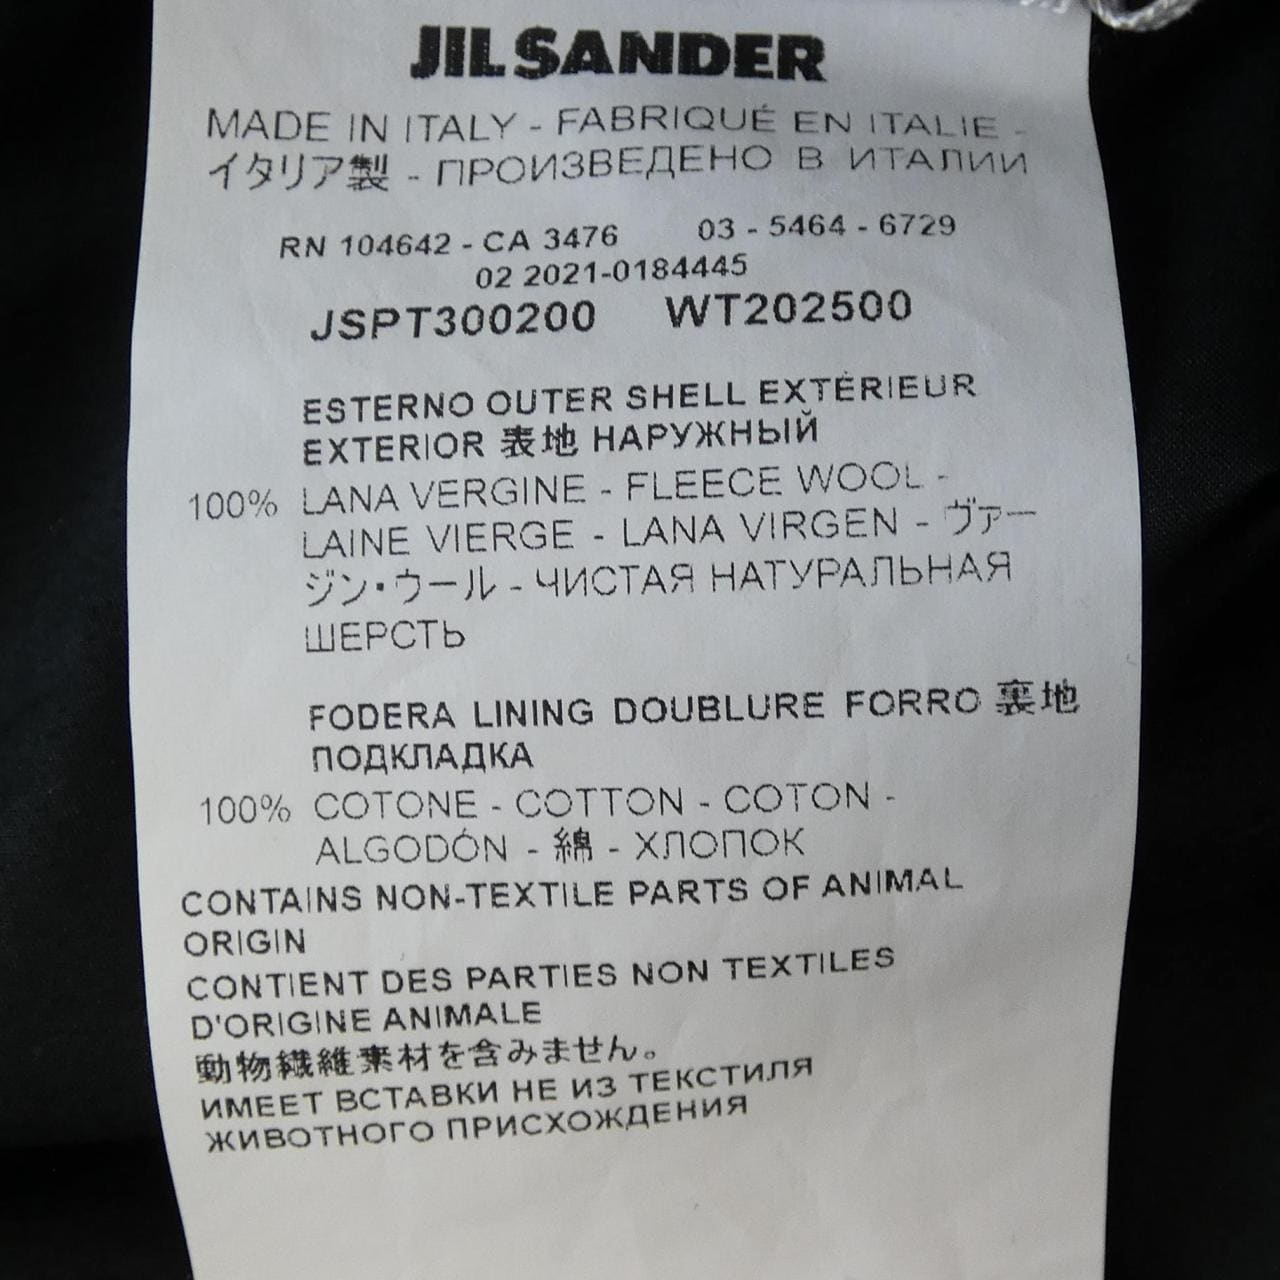 JIL SANDER
MADE IN ITALY - FABRIQUÉ EN ITALIE -
イタリア製 - ПРОИЗВЕДЕНО В ИТАЛИИ
RN 104642 - CA 3476 03 - 5464 - 6729
02 2021-0184445
JSPT300200 WT202500
ESTERNO OUTER SHELL EXTÉRIEUR
EXTERIOR 表地 НАРУЖНЫЙ
100% LANA VERGINE - FLEECE WOOL -
LAINE VIERGE - LANA VIRGEN - ヴァー
ジン・ウール - ЧИСТАЯ НАТУРАЛЬНАЯ
ШЕРСТЬ
FODERA LINING DOUBLURE FORRO 裏地
ПОДКЛАДКА
100% COTONE - COTTON - COTON -
ALGODÓN - 綿 - ХЛОПОК
CONTAINS NON-TEXTILE PARTS OF ANIMAL
ORIGIN
CONTIENT DES PARTIES NON TEXTILES
D'ORIGINE ANIMALE
動物繊維素材を含みません。
ИМЕЕТ ВСТАВКИ НЕ ИЗ ТЕКСТИЛЯ
ЖИВОТНОГО ПРИСХОЖДЕНИЯ